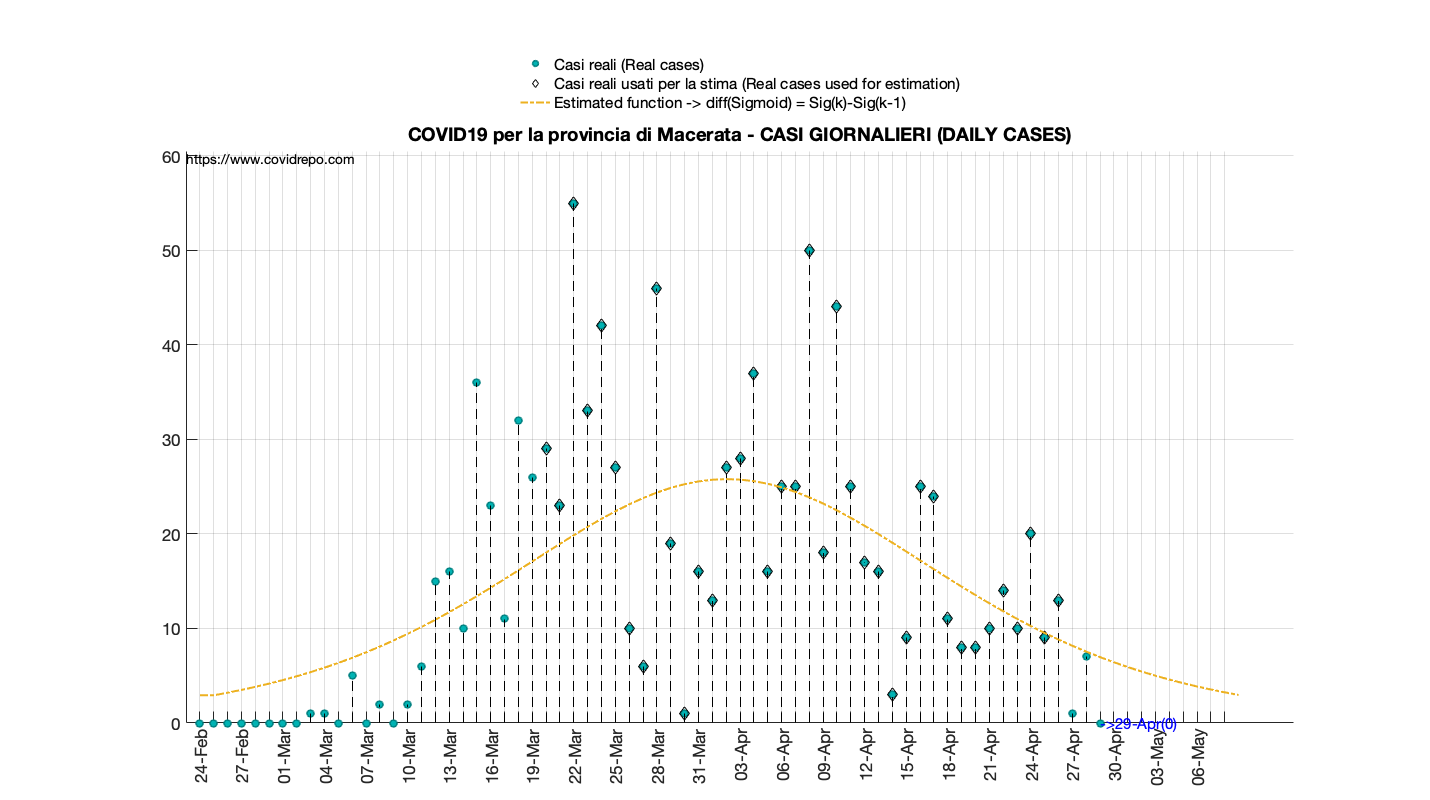 Casi reali (Real cases)
Casi reali usati per la stima (Real cases used for estimation)
Estimated function -> diff(Sigmoid) = Sig(k)-Sig(k-1)
COVID19 per la provincia di Macerata - CASI GIORNALIERI (DAILY CASES)
https://www.covidrepo.com
60
50
40
30
20
10
0
->29-Apr(0)
24-Feb
27-Feb
01-Mar
04-Mar
07-Mar
10-Mar
13-Mar
16-Mar
19-Mar
22-Mar
25-Mar
28-Mar
31-Mar
03-Apr
06-Apr
09-Apr
12-Apr
15-Apr
18-Apr
21-Apr
24-Apr
27-Apr
30-Apr
03-May
06-May